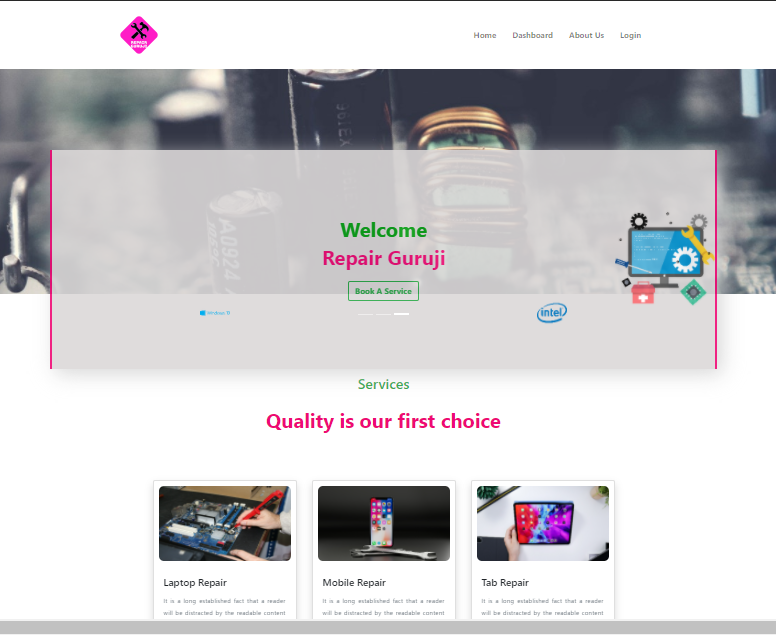 REPAIR
GURUJI
Home Dashboard About Us Login
Welcome
Repair Guruji
Book A Service
Windows 10
intel
Services
Quality is our first choice
Laptop Repair
It is a long established fact that a reader
will be distracted by the readable content
Mobile Repair
It is a long established fact that a reader
will be distracted by the readable content
Tab Repair
It is a long established fact that a reader
will be distracted by the readable content